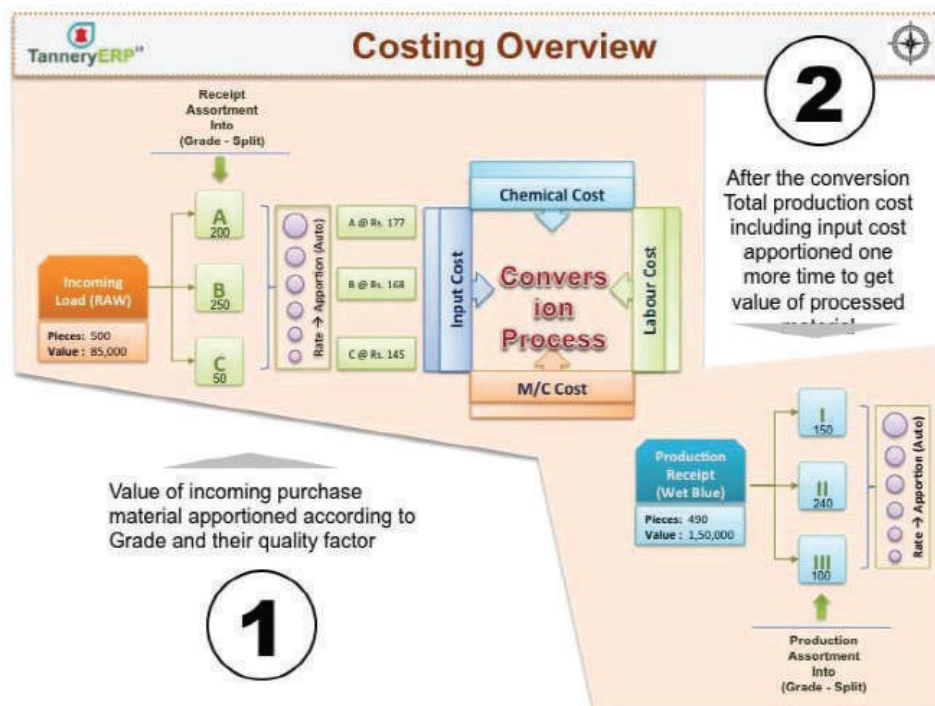 TanneryERP
Costing Overview
Receipt
Assortment
Into
(Grade - Split)
Incoming
Load (RAW)
Pieces: 500
Value : 85,000
A
200
B
250
C
50
Rate → Apportion (Auto)
A @ Rs. 177
B @ Rs. 168
C @ Rs. 145
Input Cost
Chemical Cost
Convers
ion
Process
Labour Cost
M/C Cost
2
After the conversion
Total production cost
including input cost
apportioned one
more time to get
value of processed
material
Value of incoming purchase
material apportioned according to
Grade and their quality factor
1
Production
Receipt
(Wet Blue)
Pieces: 490
Value : 1,50,000
I
150
II
240
III
100
Rate → Apportion (Auto)
Production
Assortment
Into
(Grade - Split)